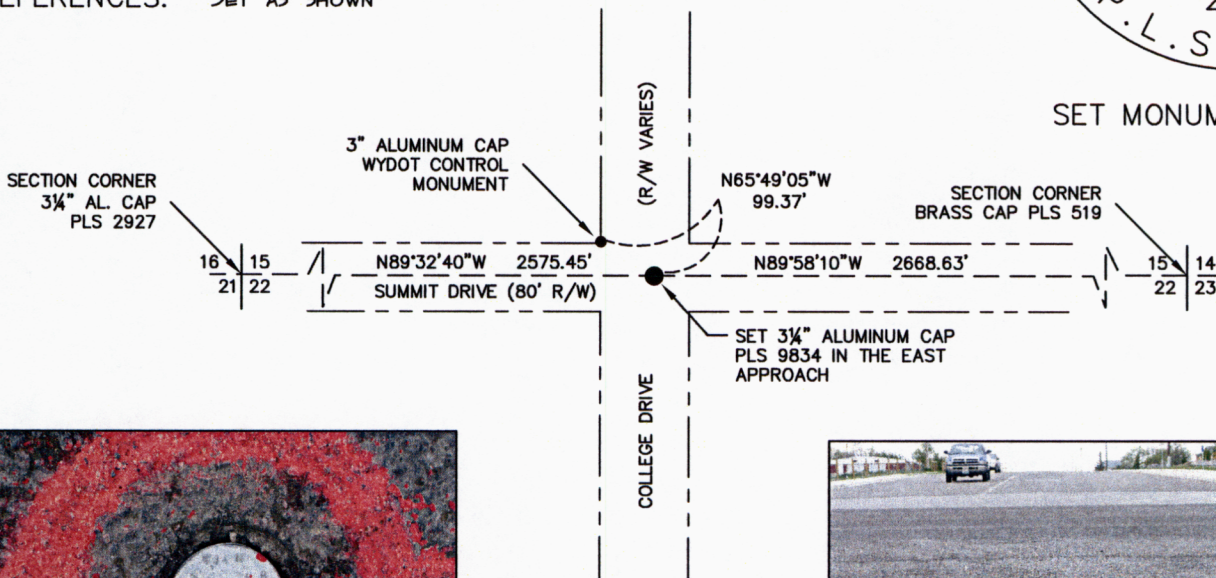 SET AS SHOWN
.L.S
SET MONUM
3" ALUMINUM CAP
WYDOT CONTROL
MONUMENT
(R/W VARIES)
N65°49'05"W
99.37'
SECTION CORNER
3¼" AL. CAP
PLS 2927
SECTION CORNER
BRASS CAP PLS 519
16 15
21 22
N89°32'40"W 2575.45'
SUMMIT DRIVE (80' R/W)
N89°58'10"W 2668.63'
15 14
22 23
SET 3¼" ALUMINUM CAP
PLS 9834 IN THE EAST
APPROACH
COLLEGE DRIVE